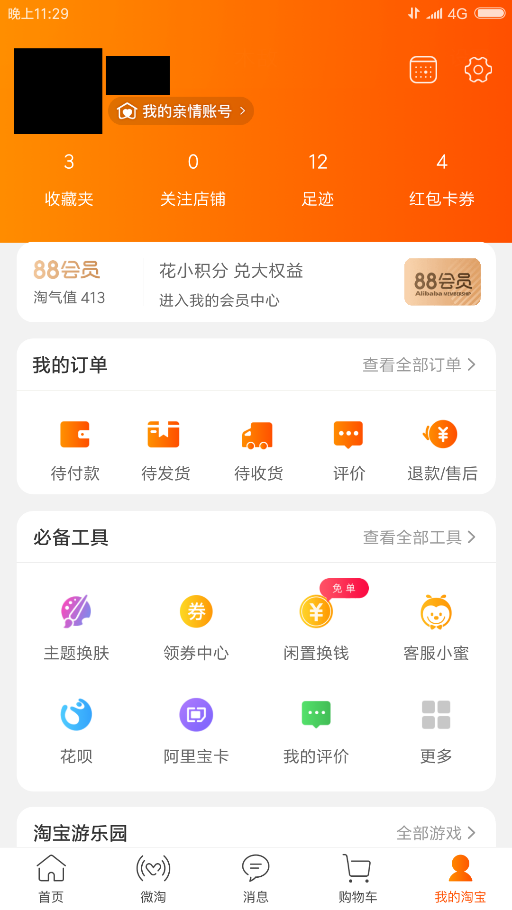 晚上11:29
4G
我的亲情账号
3 0 12 4
收藏夹 关注店铺 足迹 红包卡券
88会员 花小积分 兑大权益
淘气值 413 进入我的会员中心
88会员
Alibaba MEMBERSHIP
我的订单 查看全部订单
待付款 待发货 待收货 评价 退款/售后
必备工具 查看全部工具
免单
券
主题换肤 领券中心 闲置换钱 客服小蜜
花呗 阿里宝卡 我的评价 更多
淘宝游乐园 全部游戏
首页 微淘 消息 购物车 我的淘宝